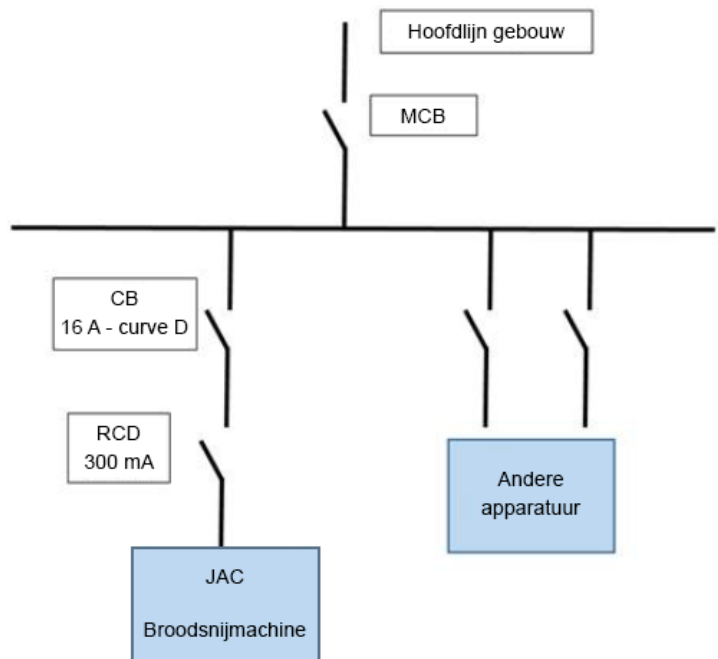 Hoofdlijn gebouw
MCB
CB
16 A - curve D
RCD
300 mA
Andere
apparatuur
JAC
Broodsnijmachine